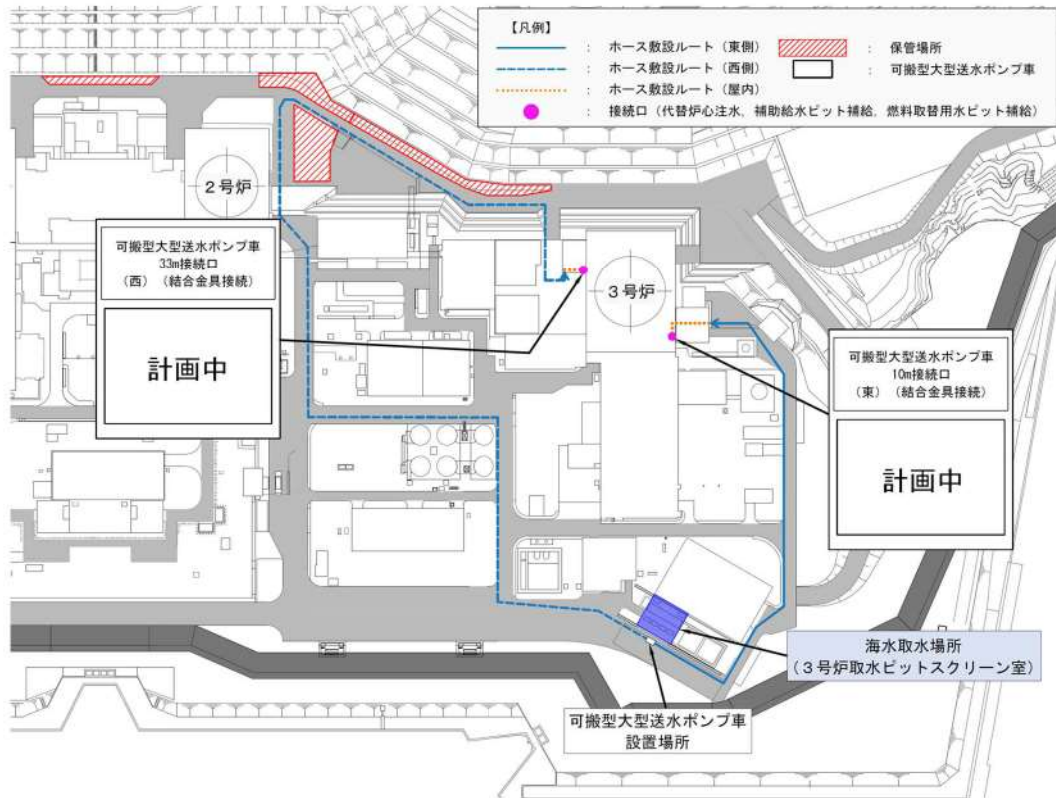 【凡例】
： ホース敷設ルート（東側）
： ホース敷設ルート（西側）
： ホース敷設ルート（屋内）
： 接続口（代替炉心注水，補助給水ピット補給，燃料取替用水ピット補給）
： 保管場所
： 可搬型大型送水ポンプ車
２号炉
３号炉
可搬型大型送水ポンプ車
33m接続口
（西）（結合金具接続）
計画中
可搬型大型送水ポンプ車
10m接続口
（東）（結合金具接続）
計画中
海水取水場所
（３号炉取水ピットスクリーン室）
可搬型大型送水ポンプ車
設置場所